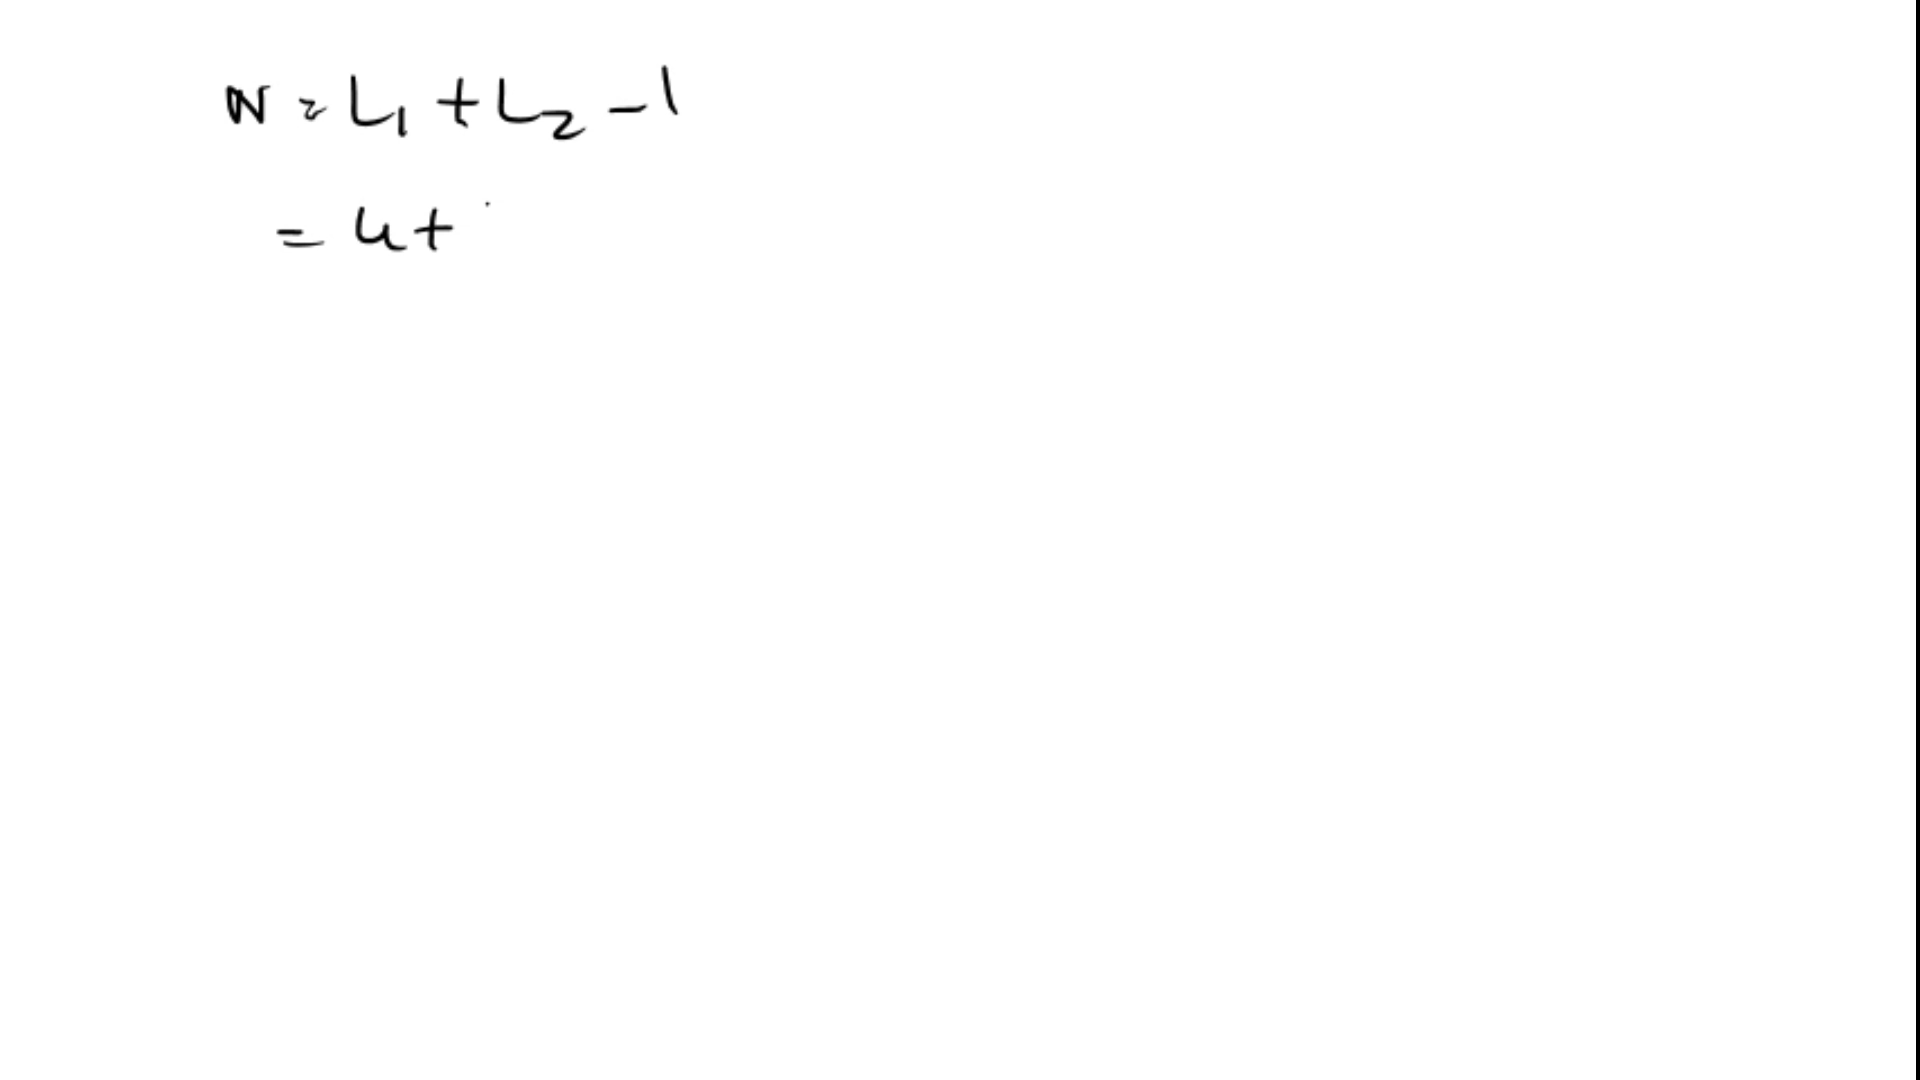 N = L₁ + L₂ - 1
= 4 +